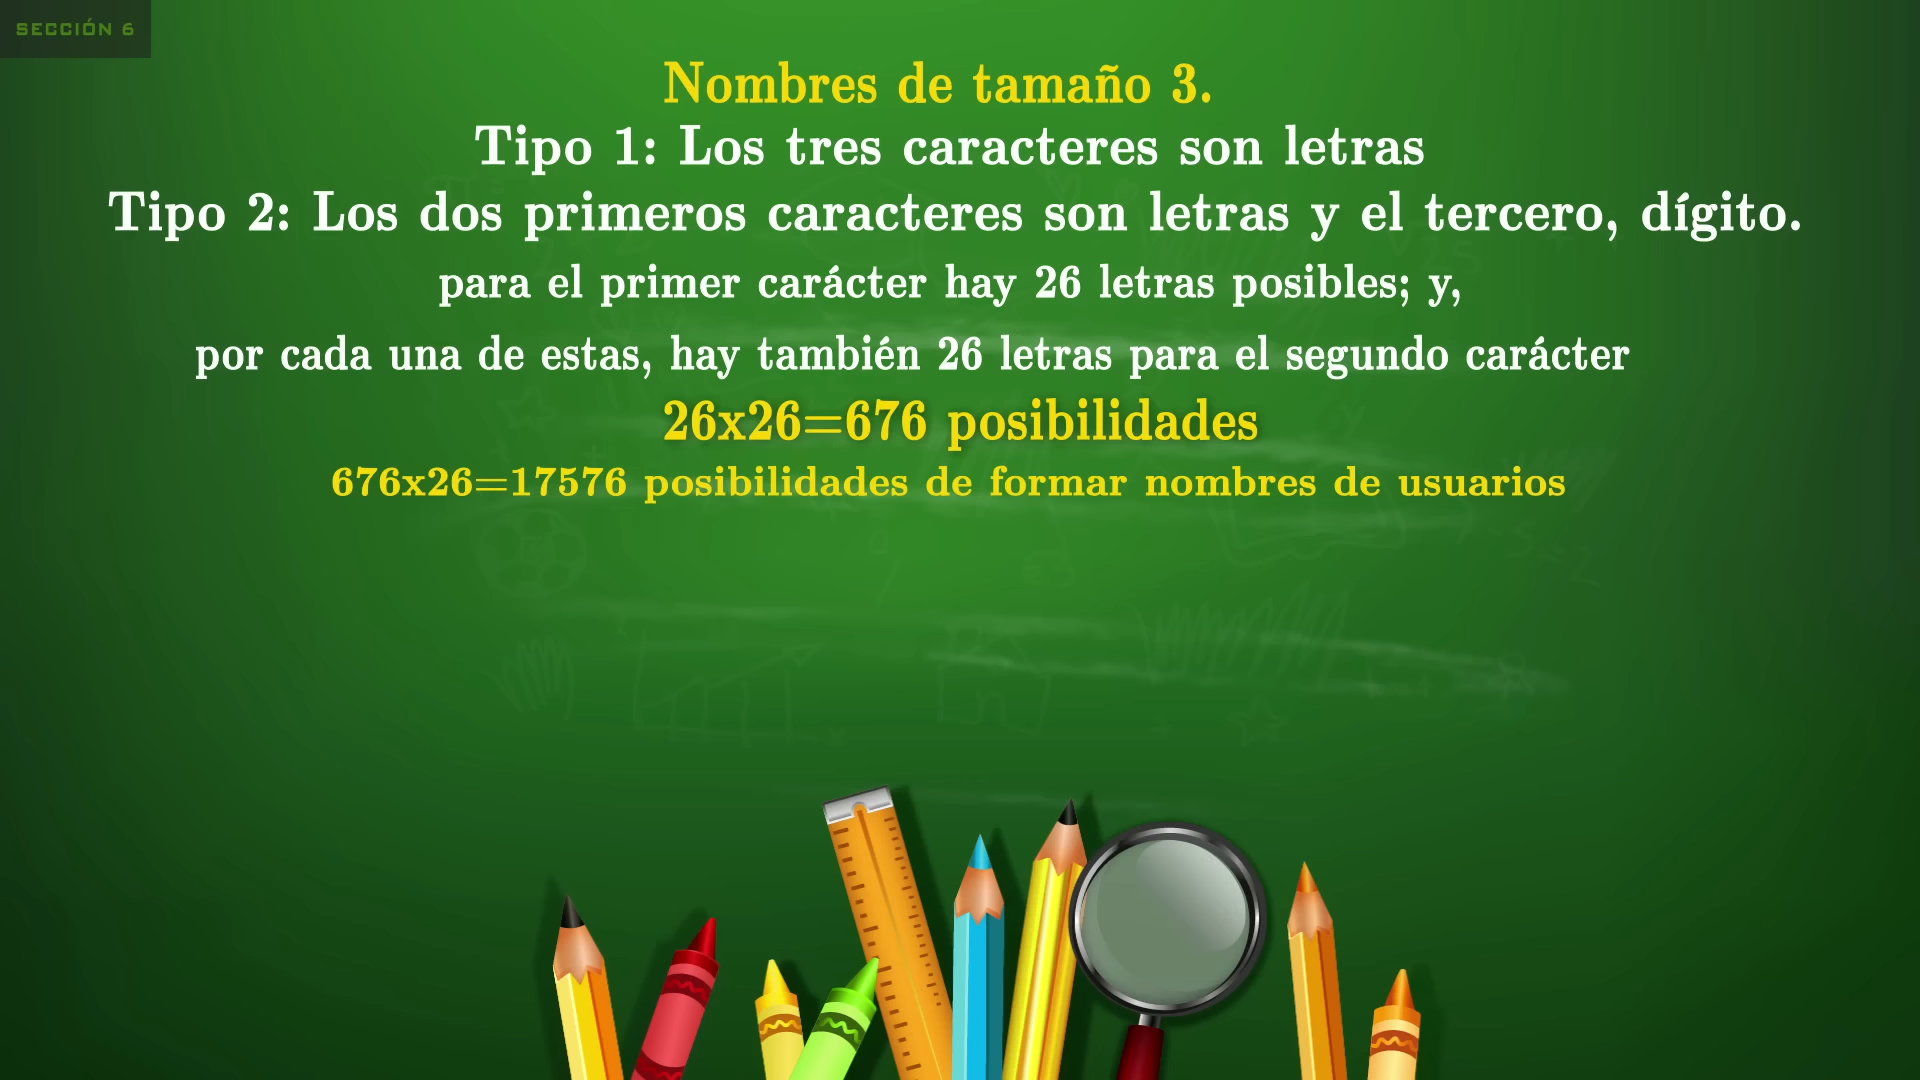 SECCIÓN 6
Nombres de tamaño 3.
Tipo 1: Los tres caracteres son letras
Tipo 2: Los dos primeros caracteres son letras y el tercero, dígito.
para el primer carácter hay 26 letras posibles; y,
por cada una de estas, hay también 26 letras para el segundo carácter
26x26=676 posibilidades
676x26=17576 posibilidades de formar nombres de usuarios